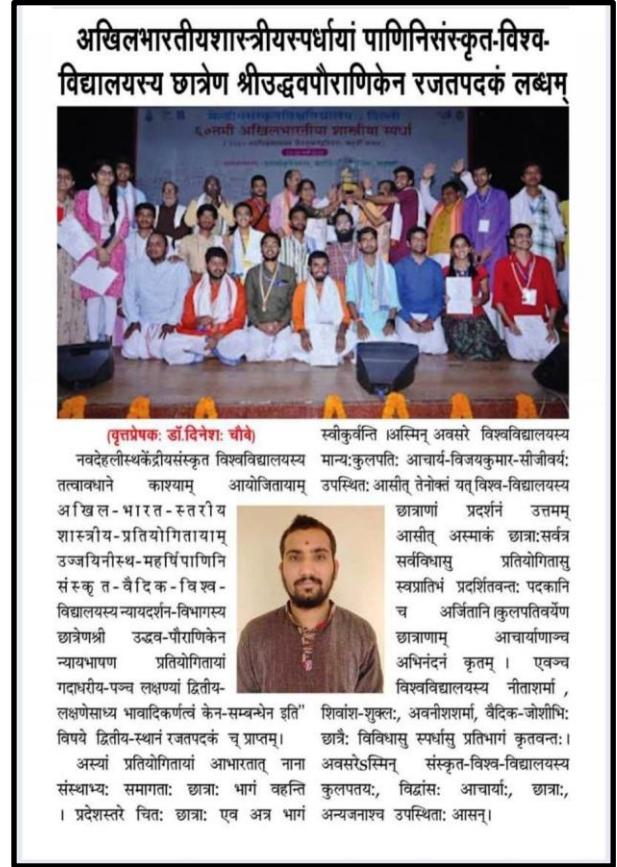 अखिलभारतीयशास्त्रीयस्पर्धायां पाणिनिसंस्कृत-विश्व-
विद्यालयस्य छात्रेण श्रीउद्धवपौराणिकेन रजतपदकं लब्धम्
६०तमी अखिलभारतीया शास्त्रीया स्पर्धा
(वृत्तप्रेषक: डॉ.दिनेश: चौबे)
नवदेहलीस्थकेंद्रीयसंस्कृत विश्वविद्यालयस्य
तत्वावधाने काश्याम् आयोजितायाम्
अखिल-भारत-स्तरीय
शास्त्रीय-प्रतियोगितायाम्
उज्जयिनीस्थ-महर्षिपाणिनि
संस्कृत-वैदिक-विश्व-
विद्यालयस्य न्यायदर्शन-विभागस्य
छात्रेणश्री उद्धव-पौराणिकेन
न्यायभाषण प्रतियोगितायां
गदाधरीय-पञ्च लक्षण्यां द्वितीय-
लक्षणेसाध्य भावादिकर्णत्वं केन-सम्बन्धेन इति"
विषये द्वितीय-स्थानं रजतपदकं च् प्राप्तम्।
अस्यां प्रतियोगितायां आभारतात् नाना
संस्थाभ्य: समागता: छात्रा: भागं वहन्ति
। प्रदेशस्तरे चित: छात्रा: एव अत्र भागं
स्वीकुर्वन्ति ।अस्मिन् अवसरे विश्वविद्यालयस्य
मान्य:कुलपति: आचार्य-विजयकुमार-सीजीवर्य:
उपस्थित: आसीत् तेनोक्तं यत् विश्व-विद्यालयस्य
छात्राणां प्रदर्शनं उत्तमम्
आसीत् अस्माकं छात्रा:सर्वत्र
सर्वविधासु प्रतियोगितासु
स्वप्रातिभं प्रदर्शितवन्त: पदकानि
च अर्जितानि ।कुलपतिवर्येण
छात्राणाम् आचार्याणाञ्च
अभिनंदनं कृतम् । एवञ्च
विश्वविद्यालयस्य नीताशर्मा ,
शिवांश-शुक्ल:, अवनीशशर्मा, वैदिक-जोशीभि:
छात्रै: विविधासु स्पर्धासु प्रतिभागं कृतवन्त:।
अवसरेSस्मिन् संस्कृत-विश्व-विद्यालयस्य
कुलपतय:, विद्वांस: आचार्या:, छात्रा:,
अन्यजनाश्च उपस्थिता: आसन्।